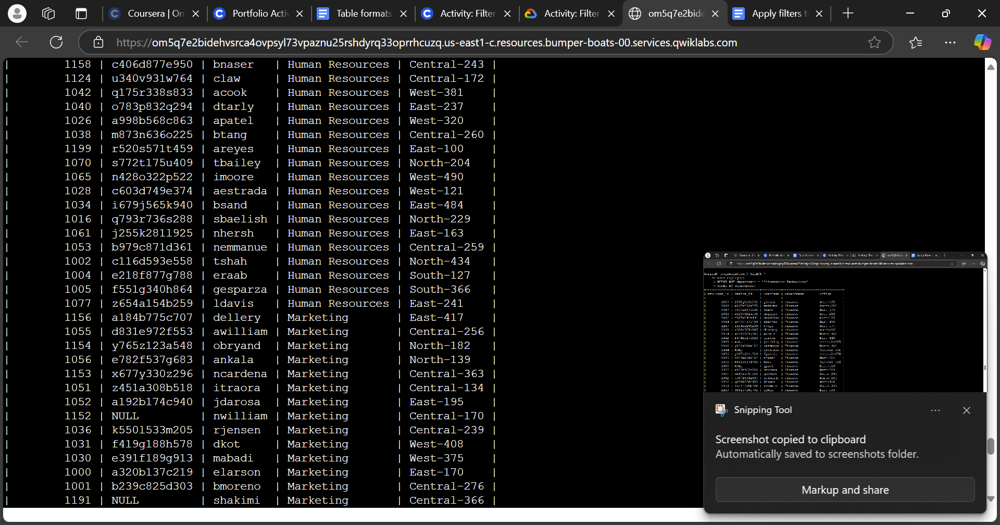 Coursera | On
Portfolio Activ
Table formats
Activity: Filter
Activity: Filter
om5q7e2bide
Apply filters t
https://om5q7e2bidehvsrca4ovpsyl73vpaznu25rshdyrq33oprrhcuzq.us-east1-c.resources.bumper-boats-00.services.qwiklabs.com
| 1158 | c406d877e950 | bnaser | Human Resources | Central-243 |
| 1124 | u340v931w764 | claw | Human Resources | Central-172 |
| 1042 | q175r338s833 | acook | Human Resources | West-381 |
| 1040 | o783p832q294 | dtarly | Human Resources | East-237 |
| 1026 | a998b568c863 | apatel | Human Resources | West-320 |
| 1038 | m873n636o225 | btang | Human Resources | Central-260 |
| 1199 | r520s571t459 | areyes | Human Resources | East-100 |
| 1070 | s772t175u409 | tbailey | Human Resources | North-204 |
| 1065 | n428o322p522 | imoore | Human Resources | West-490 |
| 1028 | c603d749e374 | aestrada | Human Resources | West-121 |
| 1034 | i679j565k940 | bsand | Human Resources | East-484 |
| 1016 | q793r736s288 | sbaelish | Human Resources | North-229 |
| 1061 | j255k281l925 | nhersh | Human Resources | East-163 |
| 1053 | b979c871d361 | nemmanue | Human Resources | Central-259 |
| 1002 | c116d593e558 | tshah | Human Resources | North-434 |
| 1004 | e218f877g788 | eraab | Human Resources | South-127 |
| 1005 | f551g340h864 | gesparza | Human Resources | South-366 |
| 1077 | z654a154b259 | ldavis | Human Resources | East-241 |
| 1156 | a184b775c707 | dellery | Marketing | East-417 |
| 1055 | d831e972f553 | awilliam | Marketing | Central-256 |
| 1154 | y765z123a548 | obryand | Marketing | North-182 |
| 1056 | e782f537g683 | ankala | Marketing | North-139 |
| 1153 | x677y330z296 | ncardena | Marketing | Central-363 |
| 1051 | z451a308b518 | itraora | Marketing | Central-134 |
| 1052 | a192b174c940 | jdarosa | Marketing | East-195 |
| 1152 | NULL | nwilliam | Marketing | Central-170 |
| 1036 | k550l533m205 | rjensen | Marketing | Central-239 |
| 1031 | f419g188h578 | dkot | Marketing | West-408 |
| 1030 | e391f189g913 | mabadi | Marketing | West-375 |
| 1000 | a320b137c219 | elarson | Marketing | East-170 |
| 1001 | b239c825d303 | bmoreno | Marketing | Central-276 |
| 1191 | NULL | shakimi | Marketing | Central-366 |
Snipping Tool
Screenshot copied to clipboard
Automatically saved to screenshots folder.
Markup and share